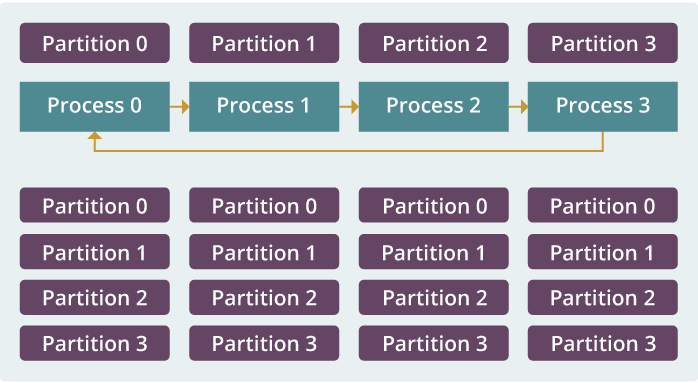 Partition 0 Partition 1 Partition 2 Partition 3
Process 0 Process 1 Process 2 Process 3
Partition 0 Partition 0 Partition 0 Partition 0
Partition 1 Partition 1 Partition 1 Partition 1
Partition 2 Partition 2 Partition 2 Partition 2
Partition 3 Partition 3 Partition 3 Partition 3